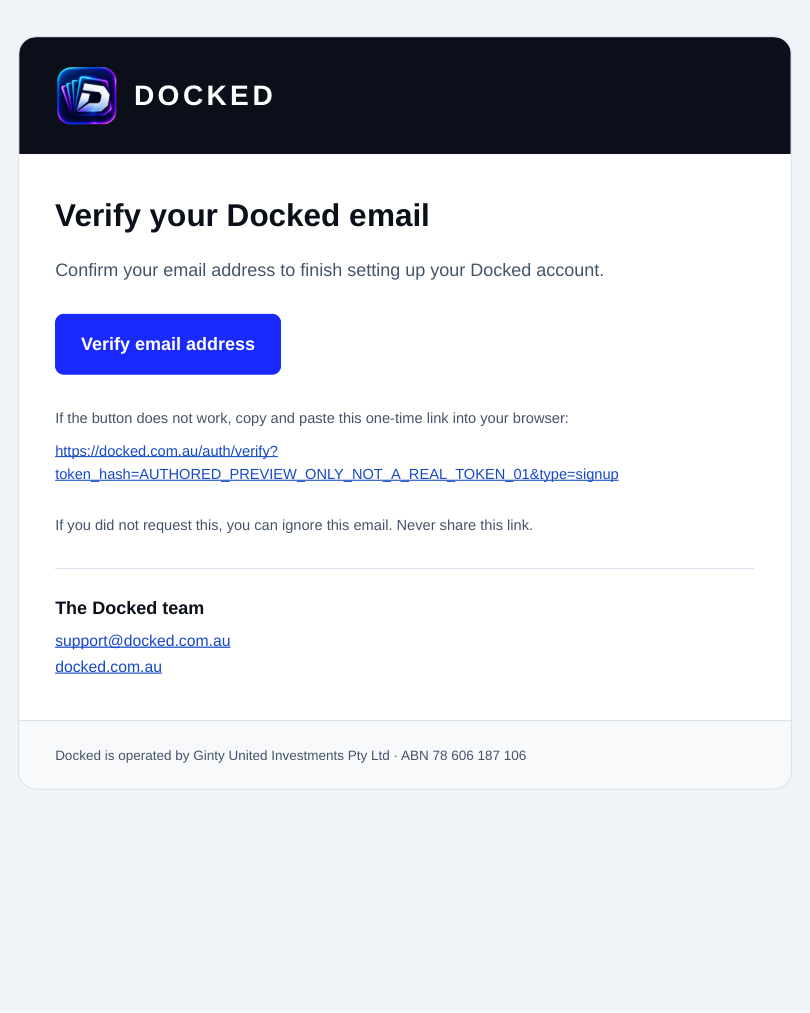 DOCKED
Verify your Docked email
Confirm your email address to finish setting up your Docked account.
Verify email address
If the button does not work, copy and paste this one-time link into your browser:
https://docked.com.au/auth/verify?
token_hash=AUTHORED_PREVIEW_ONLY_NOT_A_REAL_TOKEN_01&type=signup
If you did not request this, you can ignore this email. Never share this link.
The Docked team
support@docked.com.au
docked.com.au
Docked is operated by Ginty United Investments Pty Ltd · ABN 78 606 187 106